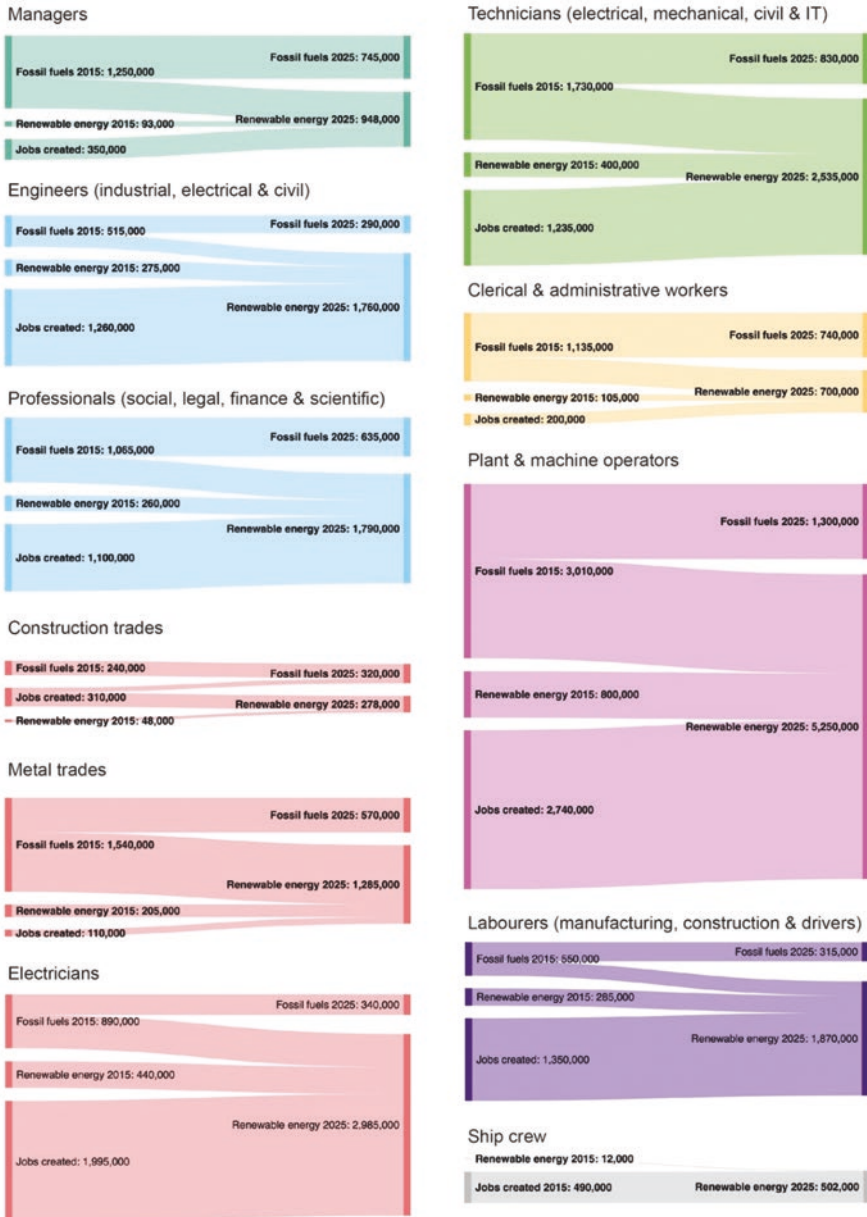 Managers
Fossil fuels 2015: 1,250,000
Fossil fuels 2025: 745,000
Renewable energy 2015: 93,000
Renewable energy 2025: 948,000
Jobs created: 350,000
Engineers (industrial, electrical & civil)
Fossil fuels 2015: 515,000
Fossil fuels 2025: 290,000
Renewable energy 2015: 275,000
Renewable energy 2025: 1,760,000
Jobs created: 1,260,000
Professionals (social, legal, finance & scientific)
Fossil fuels 2015: 1,065,000
Fossil fuels 2025: 635,000
Renewable energy 2015: 260,000
Renewable energy 2025: 1,790,000
Jobs created: 1,100,000
Construction trades
Fossil fuels 2015: 240,000
Fossil fuels 2025: 320,000
Jobs created: 310,000
Renewable energy 2025: 278,000
Renewable energy 2015: 48,000
Metal trades
Fossil fuels 2025: 570,000
Fossil fuels 2015: 1,540,000
Renewable energy 2025: 1,285,000
Renewable energy 2015: 205,000
Jobs created: 110,000
Electricians
Fossil fuels 2025: 340,000
Fossil fuels 2015: 890,000
Renewable energy 2015: 440,000
Renewable energy 2025: 2,985,000
Jobs created: 1,995,000
Technicians (electrical, mechanical, civil & IT)
Fossil fuels 2025: 830,000
Fossil fuels 2015: 1,730,000
Renewable energy 2015: 400,000
Renewable energy 2025: 2,535,000
Jobs created: 1,235,000
Clerical & administrative workers
Fossil fuels 2025: 740,000
Fossil fuels 2015: 1,135,000
Renewable energy 2025: 700,000
Renewable energy 2015: 105,000
Jobs created: 200,000
Plant & machine operators
Fossil fuels 2025: 1,300,000
Fossil fuels 2015: 3,010,000
Renewable energy 2015: 800,000
Renewable energy 2025: 5,250,000
Jobs created: 2,740,000
Labourers (manufacturing, construction & drivers)
Fossil fuels 2025: 315,000
Fossil fuels 2015: 550,000
Renewable energy 2015: 265,000
Renewable energy 2025: 1,870,000
Jobs created: 1,350,000
Ship crew
Renewable energy 2015: 12,000
Jobs created 2015: 490,000
Renewable energy 2025: 502,000